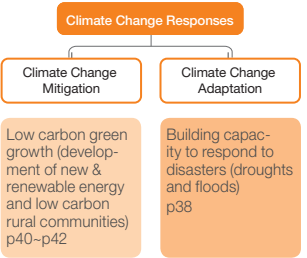 Climate Change Responses
Climate Change
Mitigation
Climate Change
Adaptation
Low carbon green
growth (develop-
ment of new &
renewable energy
and low carbon
rural communities)
p40~p42
Building capac-
ity to respond to
disasters (droughts
and floods)
p38